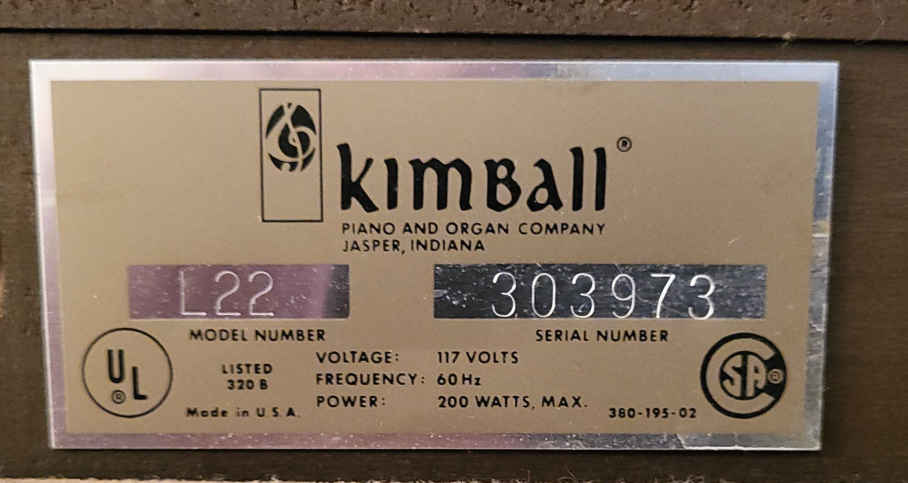 Kimball®
PIANO AND ORGAN COMPANY
JASPER, INDIANA
L22 303973
MODEL NUMBER SERIAL NUMBER
UL ® LISTED 320 B
Made in U.S.A.
VOLTAGE: 117 VOLTS
FREQUENCY: 60 Hz
POWER: 200 WATTS, MAX.
380-195-02
SA ®